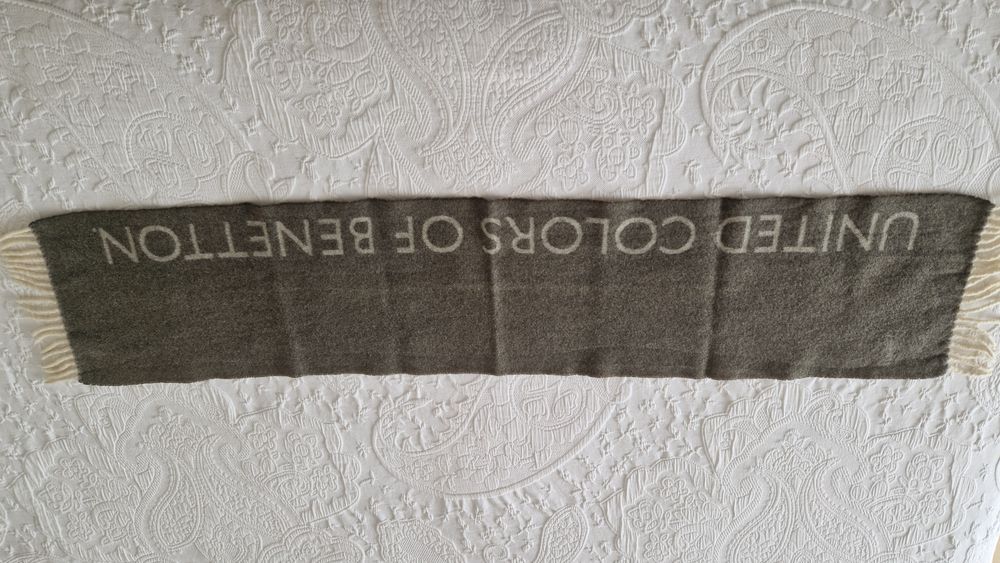 UNITED COLORS OF BENETTON.